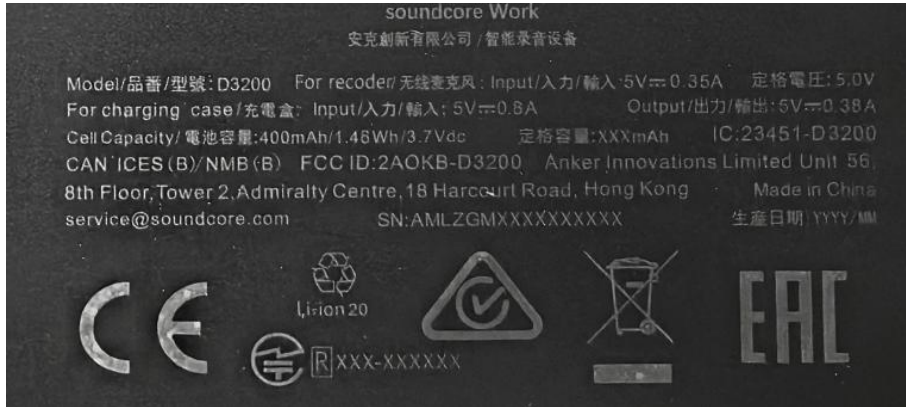 soundcore Work
安克創新有限公司 / 智能录音设备
Model/品番/型號: D3200 For recoder/无线麦克风: Input/入力/輸入:5V⎓0.35A 定格電圧:5.0V
For charging case/充電盒: Input/入力/輸入: 5V⎓0.8A Output/出力/輸出:5V⎓0.38A
Cell Capacity/ 電池容量:400mAh/1.48Wh/3.7Vdc 定格容量:XXXmAh IC:23451-D3200
CAN ICES (B)/NMB (B) FCC ID:2AOKB-D3200 Anker Innovations Limited Unit 56,
8th Floor,Tower 2,Admiralty Centre, 18 Harcourt Road, Hong Kong Made in China
service@soundcore.com SN:AMLZGMXXXXXXXXXX 生産日期 YYYY/MM
CE
Li-ion 20
R XXX-XXXXXX
EAC